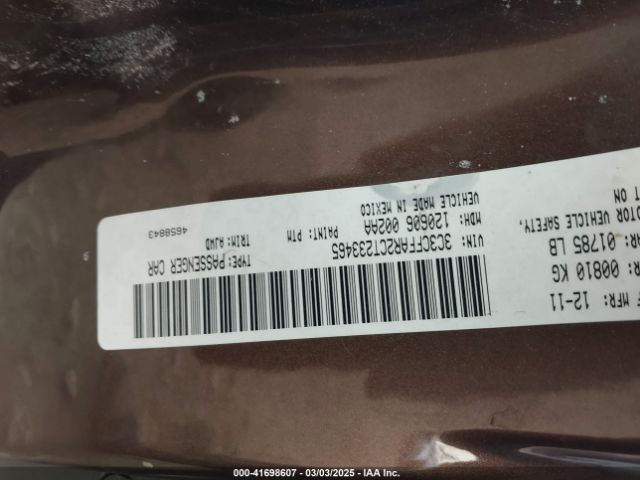 F MFR: 12-11
R: 00810 KG
R: 01785 LB
OTOR VEHICLE SAFETY,
T ON
VIN: 3C3CFFAR2CT233465 TYPE: PASSENGER CAR
MDH: 120606 002AA PAINT: PTM TRIM: AJWD
VEHICLE MADE IN MEXICO 4658843
000-41698607 - 03/03/2025 - IAA Inc.